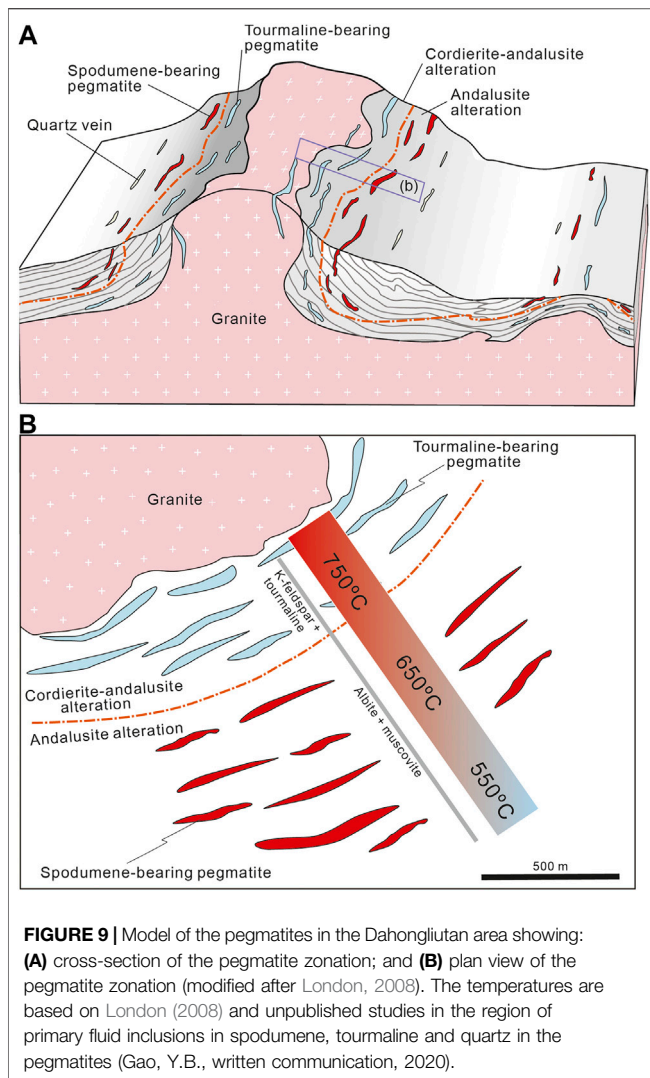 A
Tourmaline-bearing
pegmatite
Spodumene-bearing
pegmatite
Quartz vein
Cordierite-andalusite
alteration
Andalusite
alteration
(b)
Granite
B
Tourmaline-bearing
pegmatite
Granite
750ºC
K-feldspar +
tourmaline
650ºC
Cordierite-andalusite
alteration
Andalusite alteration
Albite + muscovite
550ºC
Spodumene-bearing pegmatite
500 m
FIGURE 9 | Model of the pegmatites in the Dahongliutan area showing:
(A) cross-section of the pegmatite zonation; and (B) plan view of the
pegmatite zonation (modified after London, 2008). The temperatures are
based on London (2008) and unpublished studies in the region of
primary fluid inclusions in spodumene, tourmaline and quartz in the
pegmatites (Gao, Y.B., written communication, 2020).